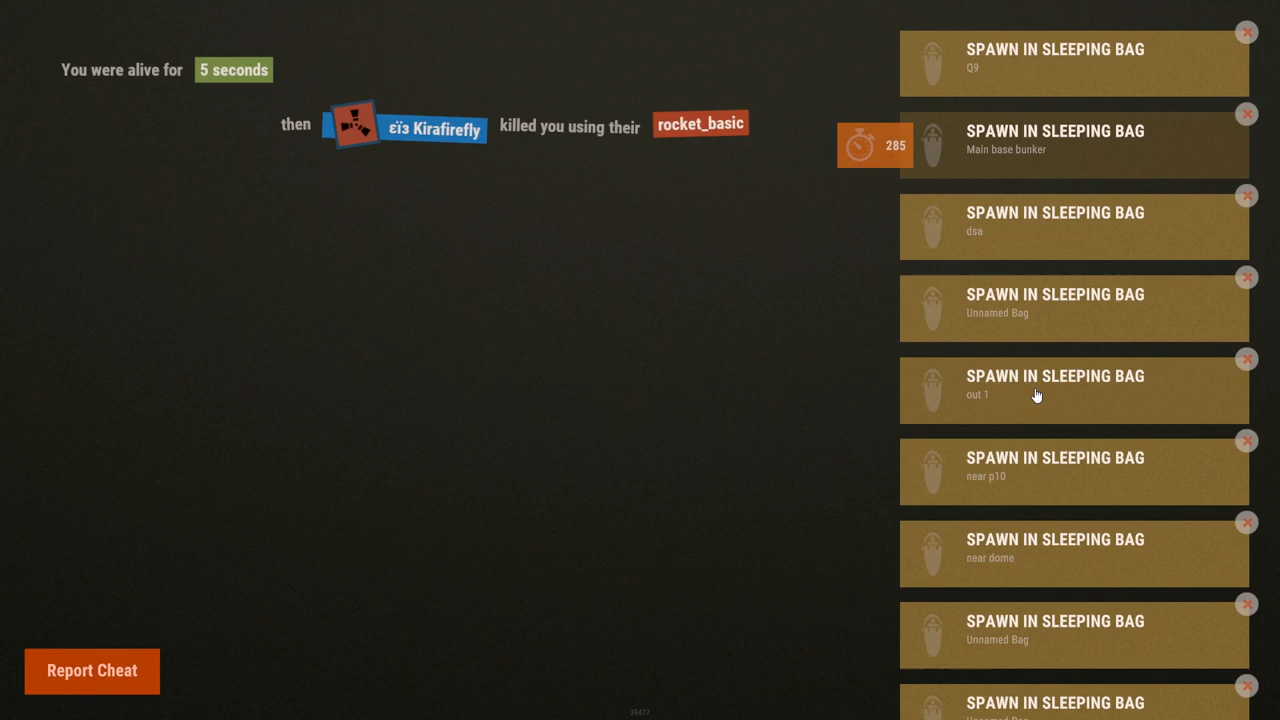 You were alive for 5 seconds
then εïз Kirafirefly killed you using their rocket_basic
SPAWN IN SLEEPING BAG
Q9
285
SPAWN IN SLEEPING BAG
Main base bunker
SPAWN IN SLEEPING BAG
dsa
SPAWN IN SLEEPING BAG
Unnamed Bag
SPAWN IN SLEEPING BAG
out 1
SPAWN IN SLEEPING BAG
near p10
SPAWN IN SLEEPING BAG
near dome
SPAWN IN SLEEPING BAG
Unnamed Bag
SPAWN IN SLEEPING BAG
Report Cheat